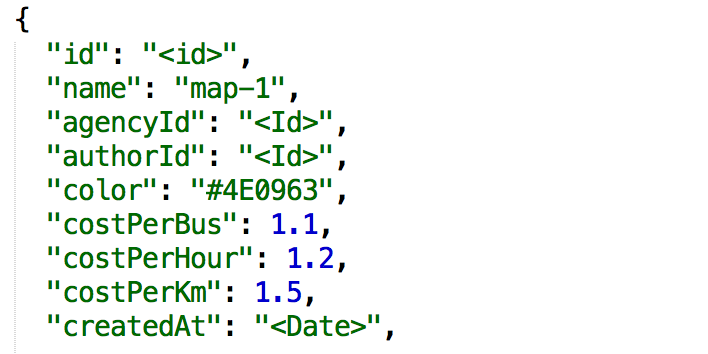 {
"id": "<id>",
"name": "map-1",
"agencyId": "<Id>",
"authorId": "<Id>",
"color": "#4E0963",
"costPerBus": 1.1,
"costPerHour": 1.2,
"costPerKm": 1.5,
"createdAt": "<Date>",